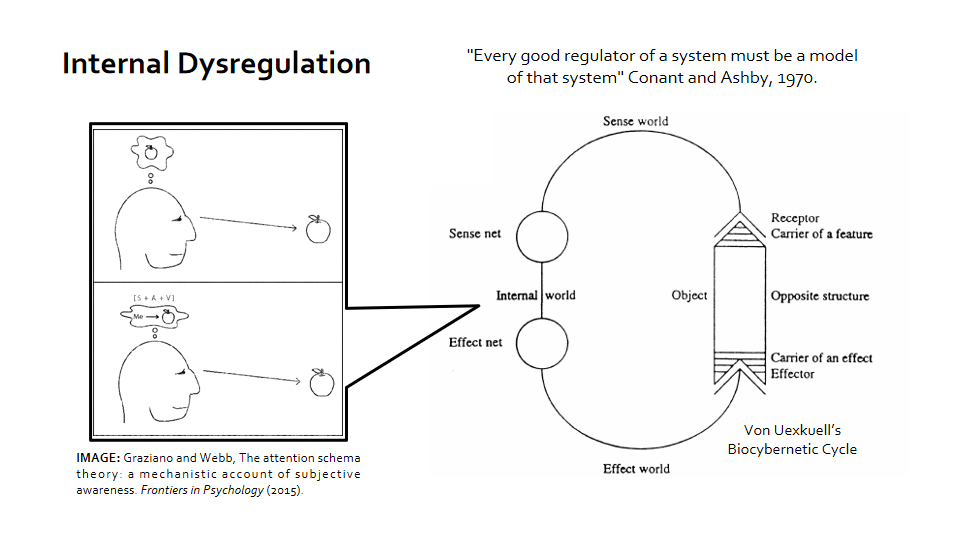 Internal Dysregulation
"Every good regulator of a system must be a model
of that system" Conant and Ashby, 1970.
[S + A + V]
Me
IMAGE: Graziano and Webb, The attention schema
theory: a mechanistic account of subjective
awareness. Frontiers in Psychology (2015).
Sense world
Receptor
Carrier of a feature
Sense net
Internal world
Object
Opposite structure
Effect net
Carrier of an effect
Effector
Von Uexkuell's
Biocybernetic Cycle
Effect world